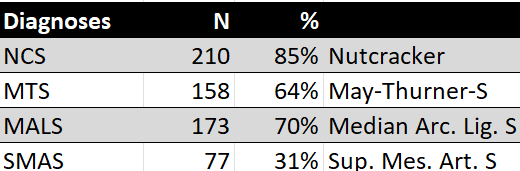 Diagnoses N %
NCS 210 85% Nutcracker
MTS 158 64% May-Thurner-S
MALS 173 70% Median Arc. Lig. S
SMAS 77 31% Sup. Mes. Art. S